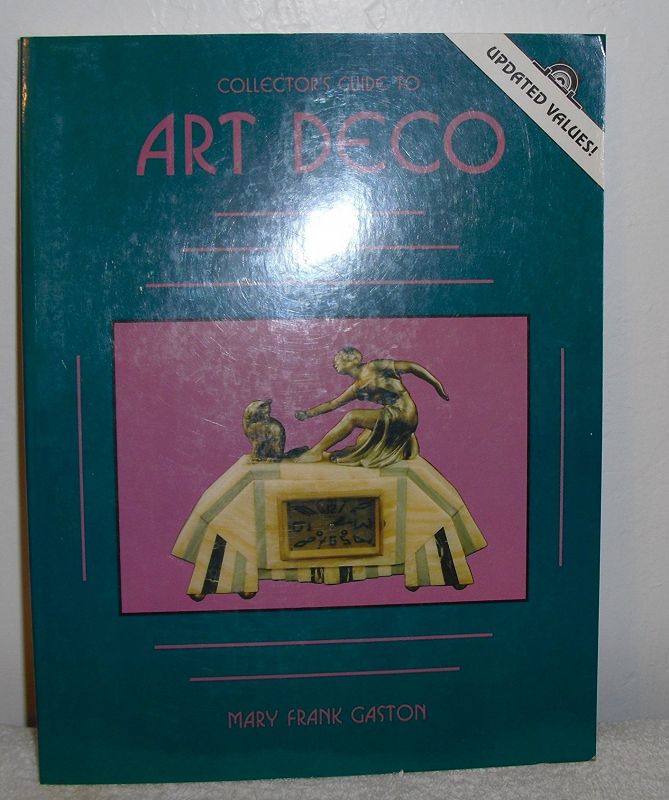 COLLECTOR'S GUIDE TO
ART DECO
UPDATED VALUES!
MARY FRANK GASTON